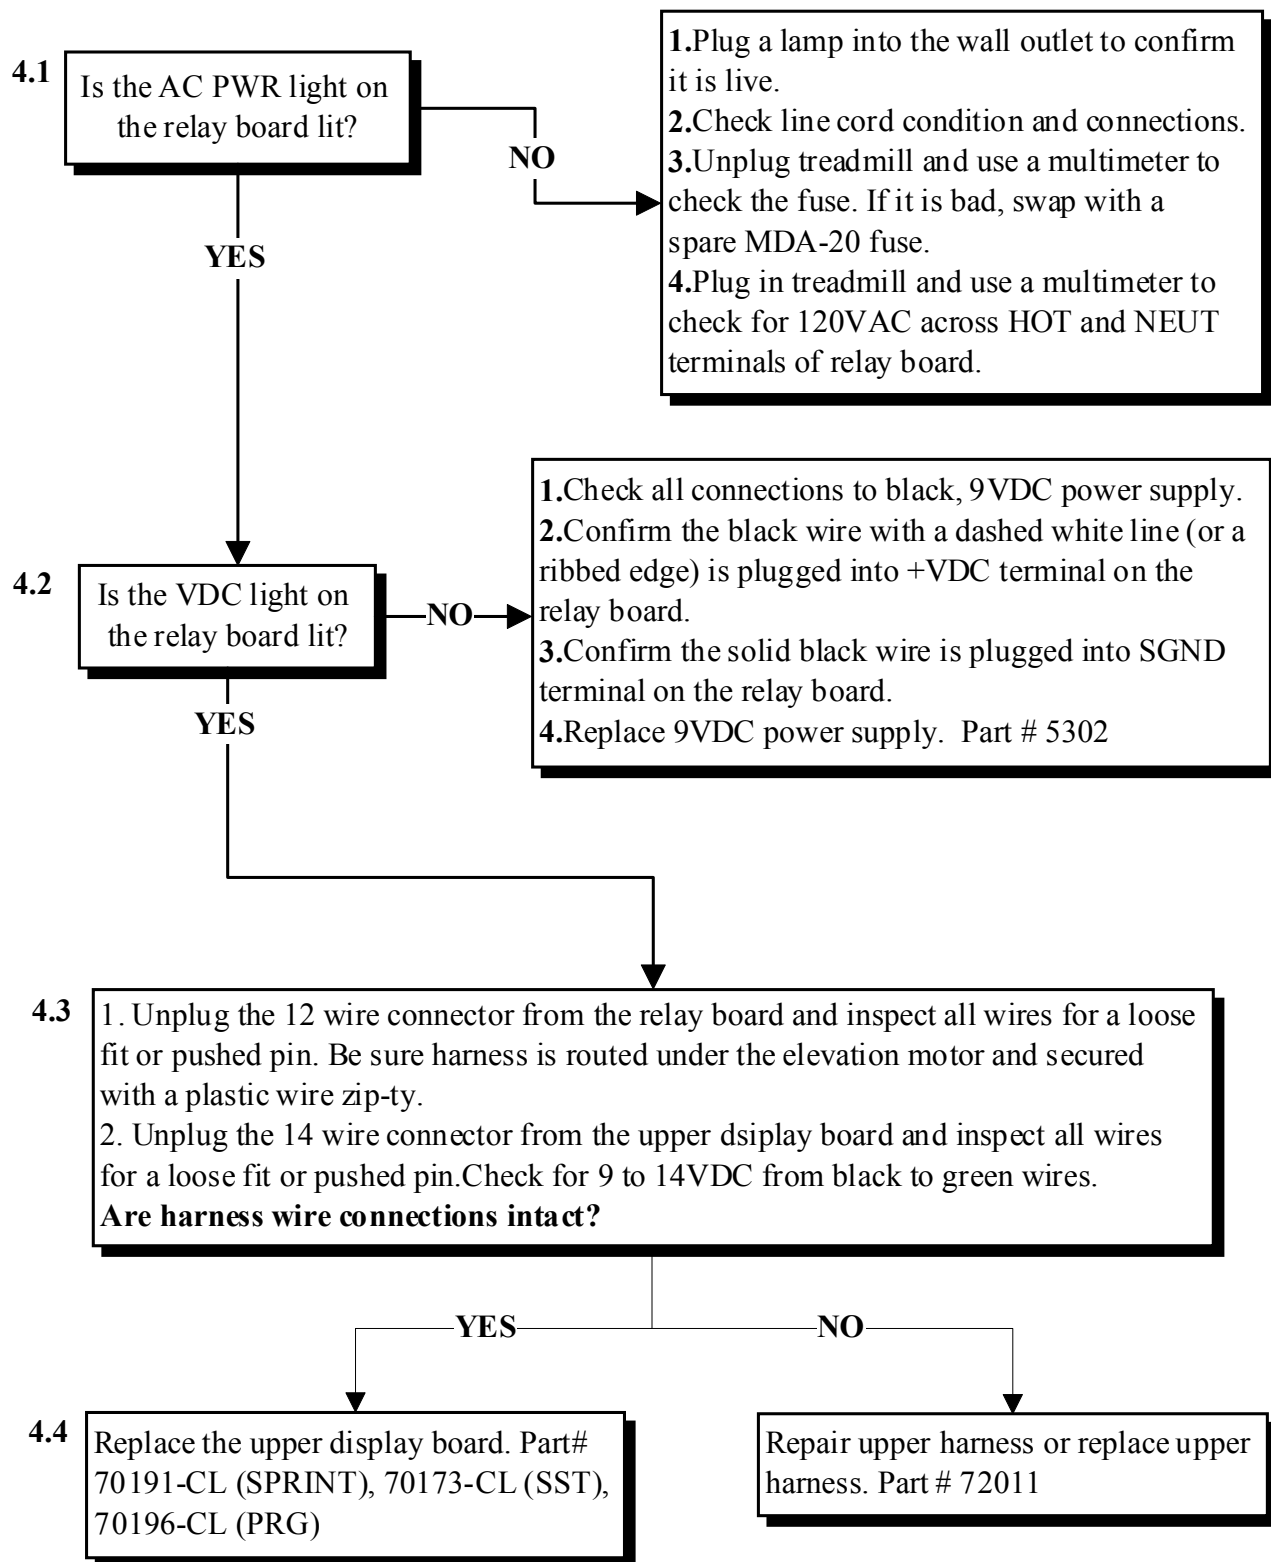 4.1
Is the AC PWR light on
the relay board lit?
NO
YES
1.Plug a lamp into the wall outlet to confirm
it is live.
2.Check line cord condition and connections.
3.Unplug treadmill and use a multimeter to
check the fuse. If it is bad, swap with a
spare MDA-20 fuse.
4.Plug in treadmill and use a multimeter to
check for 120VAC across HOT and NEUT
terminals of relay board.
4.2
Is the VDC light on
the relay board lit?
NO
YES
1.Check all connections to black, 9VDC power supply.
2.Confirm the black wire with a dashed white line (or a
ribbed edge) is plugged into +VDC terminal on the
relay board.
3.Confirm the solid black wire is plugged into SGND
terminal on the relay board.
4.Replace 9VDC power supply.  Part # 5302
4.3
1. Unplug the 12 wire connector from the relay board and inspect all wires for a loose
fit or pushed pin. Be sure harness is routed under the elevation motor and secured
with a plastic wire zip-ty.
2. Unplug the 14 wire connector from the upper dsiplay board and inspect all wires
for a loose fit or pushed pin.Check for 9 to 14VDC from black to green wires.
Are harness wire connections intact?
YES
NO
4.4
Replace the upper display board. Part#
70191-CL (SPRINT), 70173-CL (SST),
70196-CL (PRG)
Repair upper harness or replace upper
harness. Part # 72011